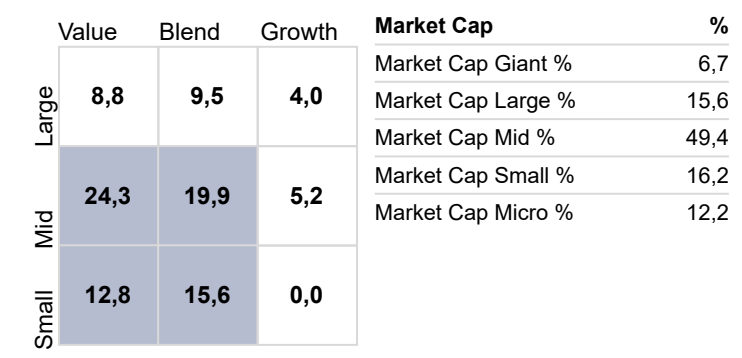 Value Blend Growth
Large 8,8 9,5 4,0
Mid 24,3 19,9 5,2
Small 12,8 15,6 0,0
Market Cap %
Market Cap Giant % 6,7
Market Cap Large % 15,6
Market Cap Mid % 49,4
Market Cap Small % 16,2
Market Cap Micro % 12,2